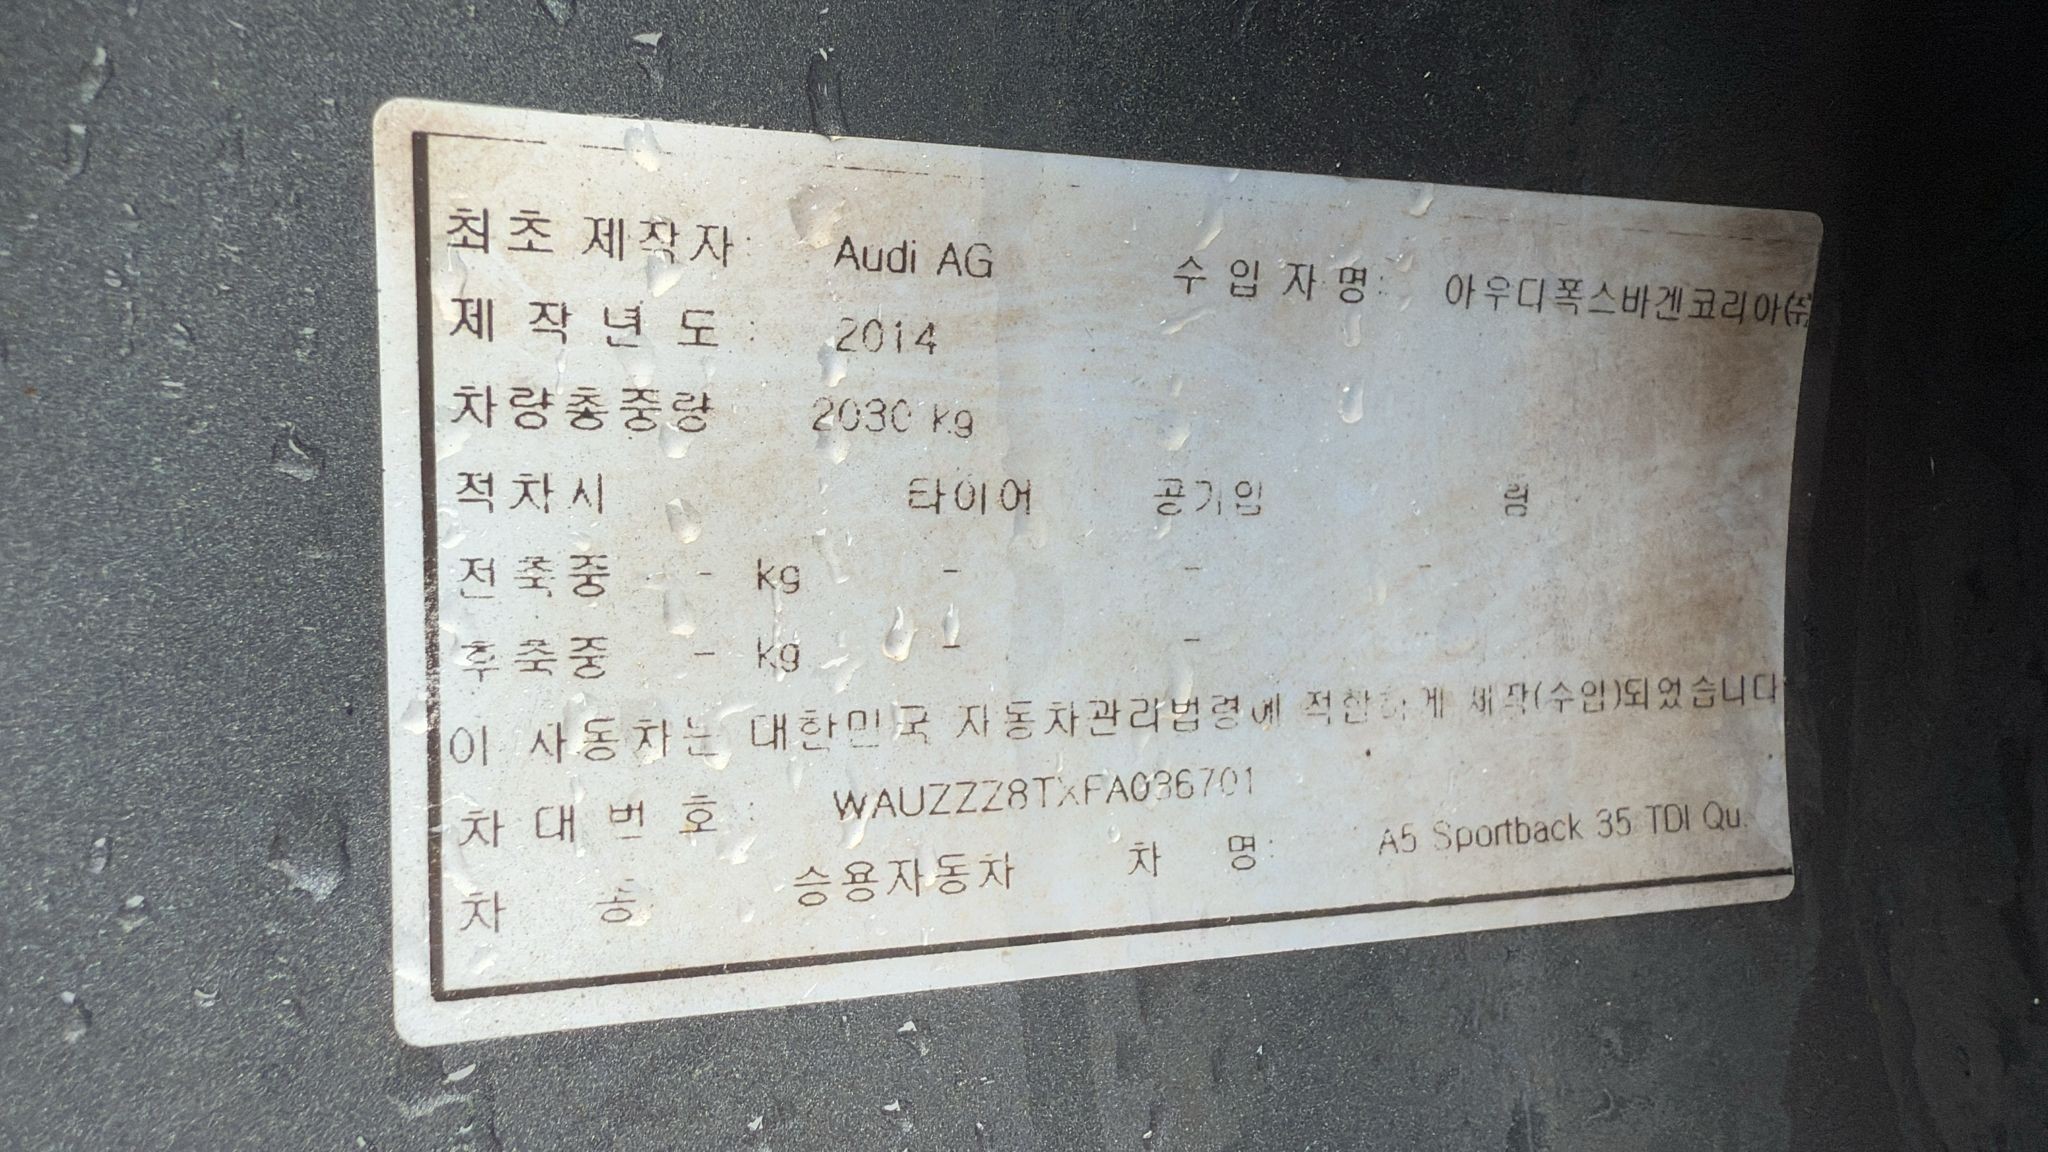 최초 제작자: Audi AG 수입자명: 아우디폭스바겐코리아(주)
제작년도: 2014
차량총중량 2030 kg
적차시 타이어 공기압 림
전축중 - kg - - -
후축중 - kg - -
이 자동차는 대한민국 자동차관리법령에 적합하게 제작(수입)되었습니다
차대번호: WAUZZZ8TXFA036701
차 종 승용자동차 차 명: A5 Sportback 35 TDI Qu.